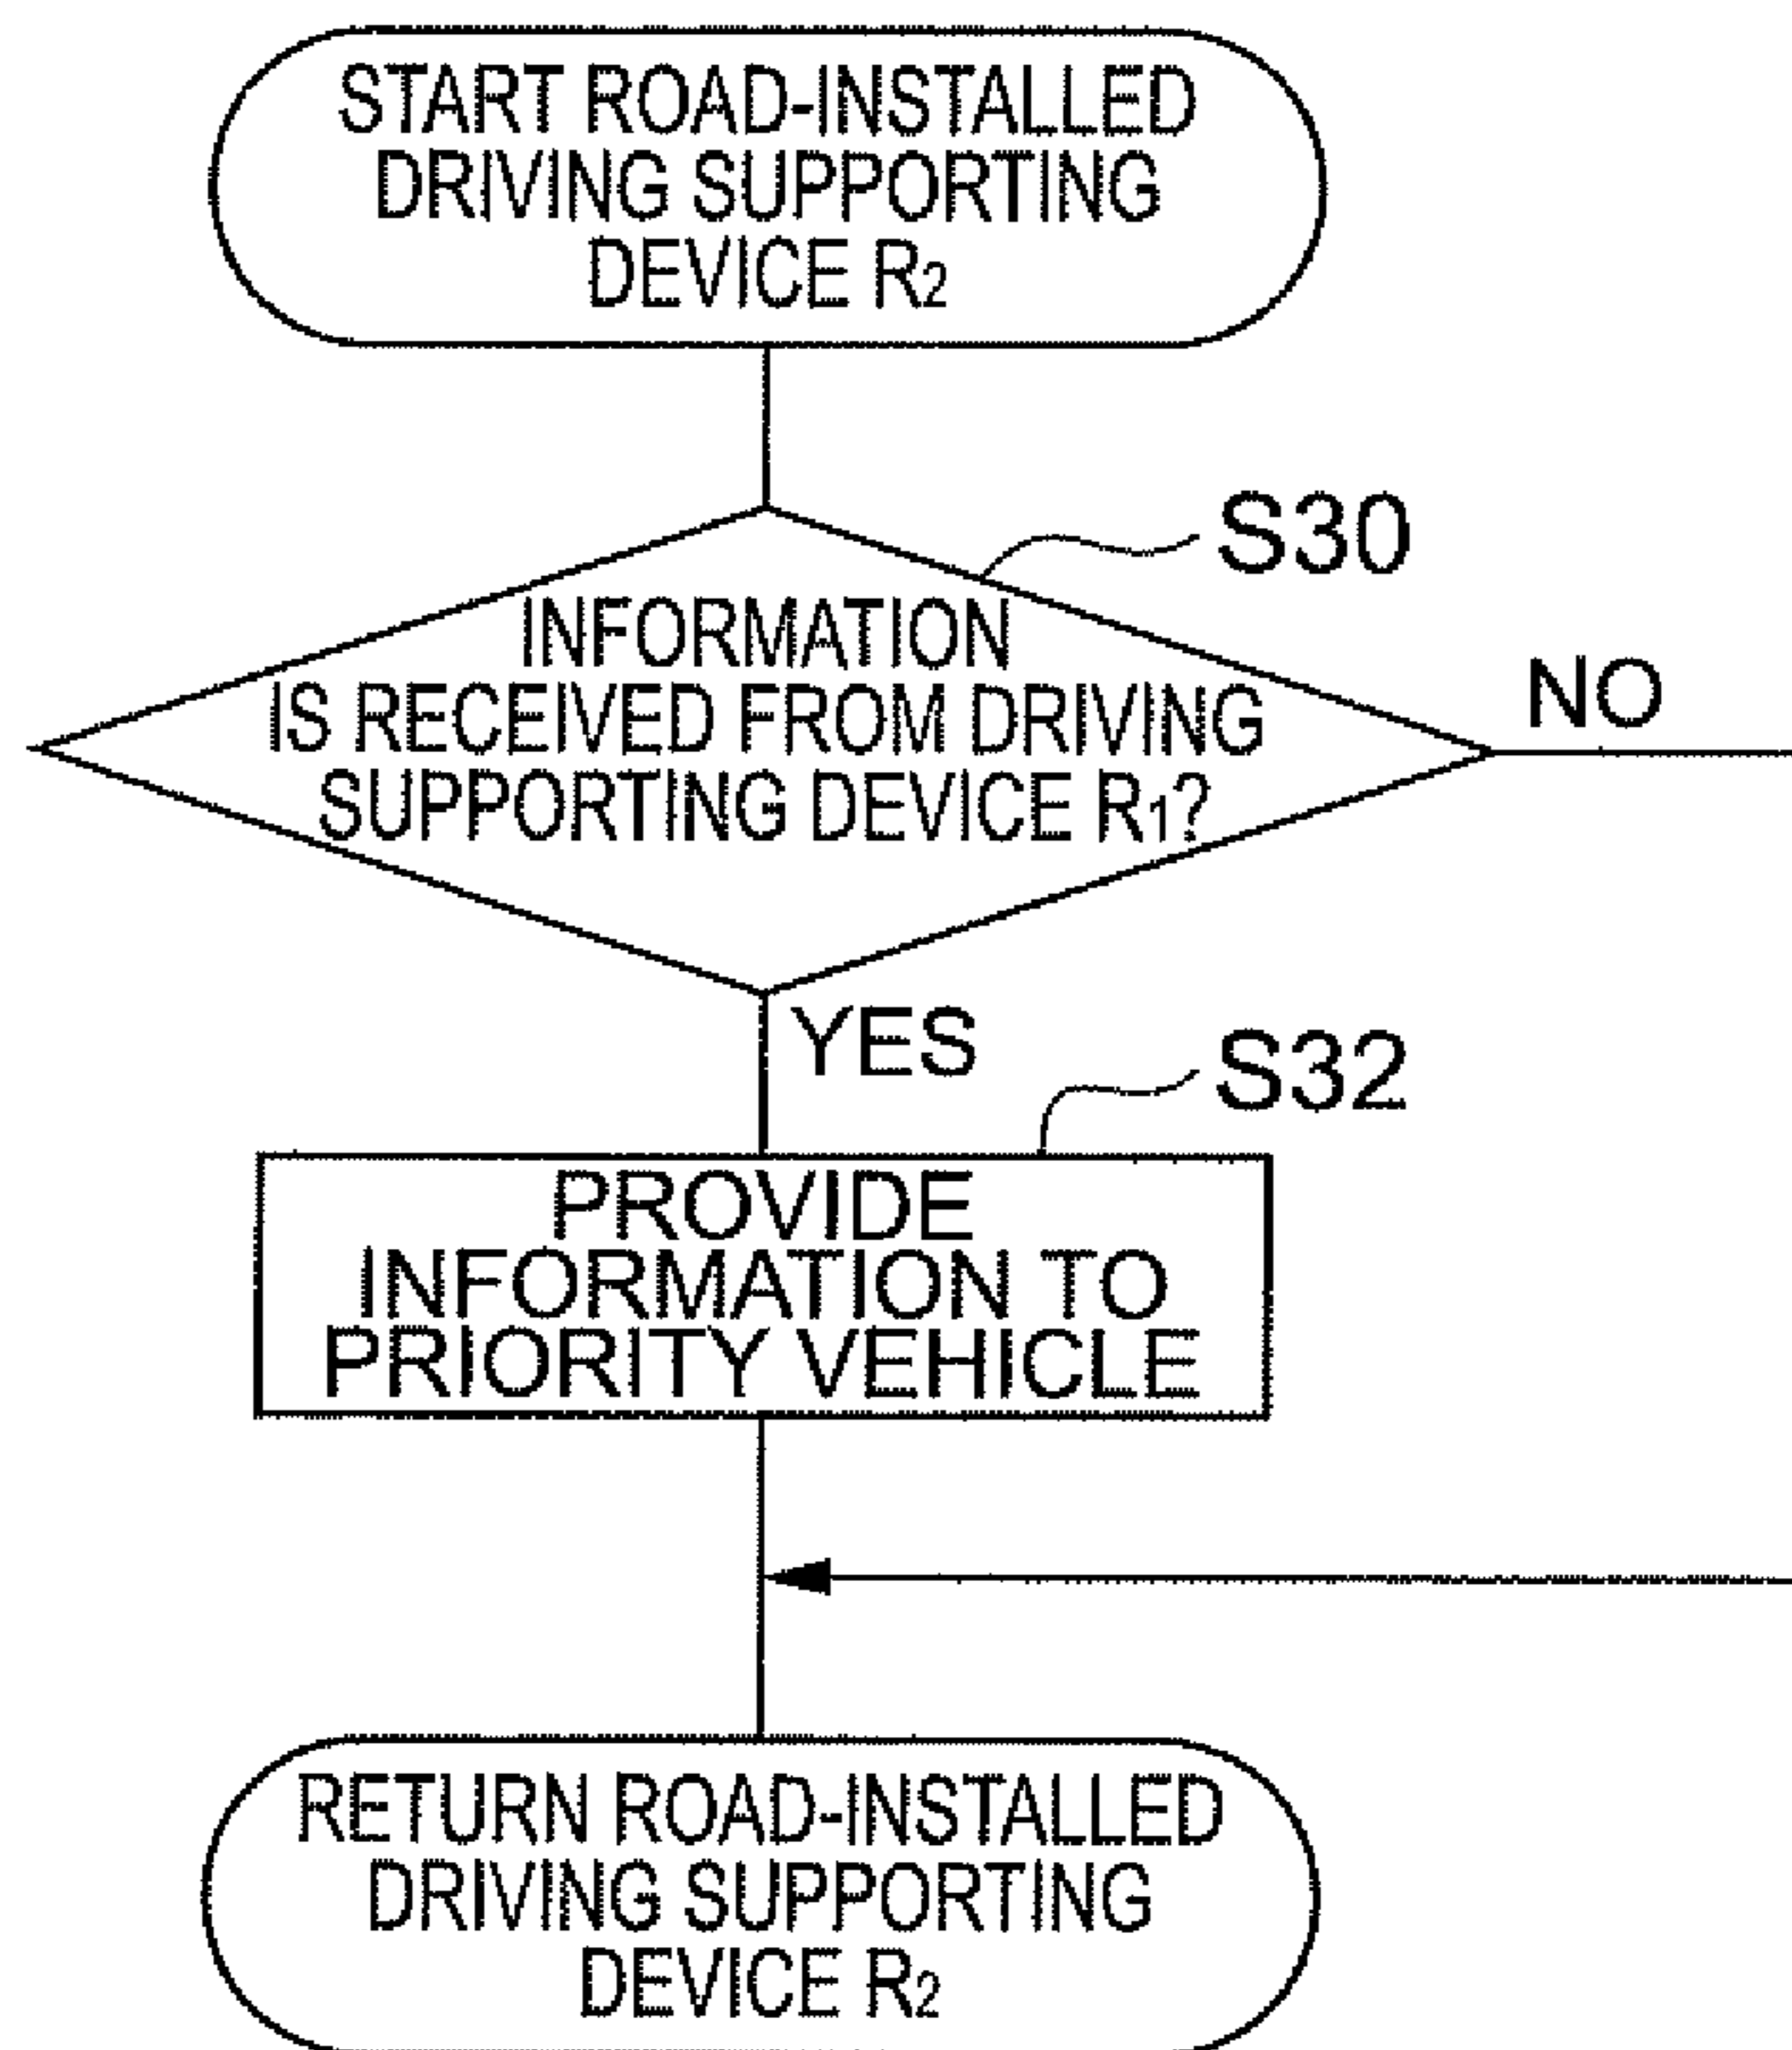 START ROAD-INSTALLED
DRIVING SUPPORTING
DEVICE R2
S30
INFORMATION
IS RECEIVED FROM DRIVING
SUPPORTING DEVICE R1?
NO
YES
S32
PROVIDE
INFORMATION TO
PRIORITY VEHICLE
RETURN ROAD-INSTALLED
DRIVING SUPPORTING
DEVICE R2